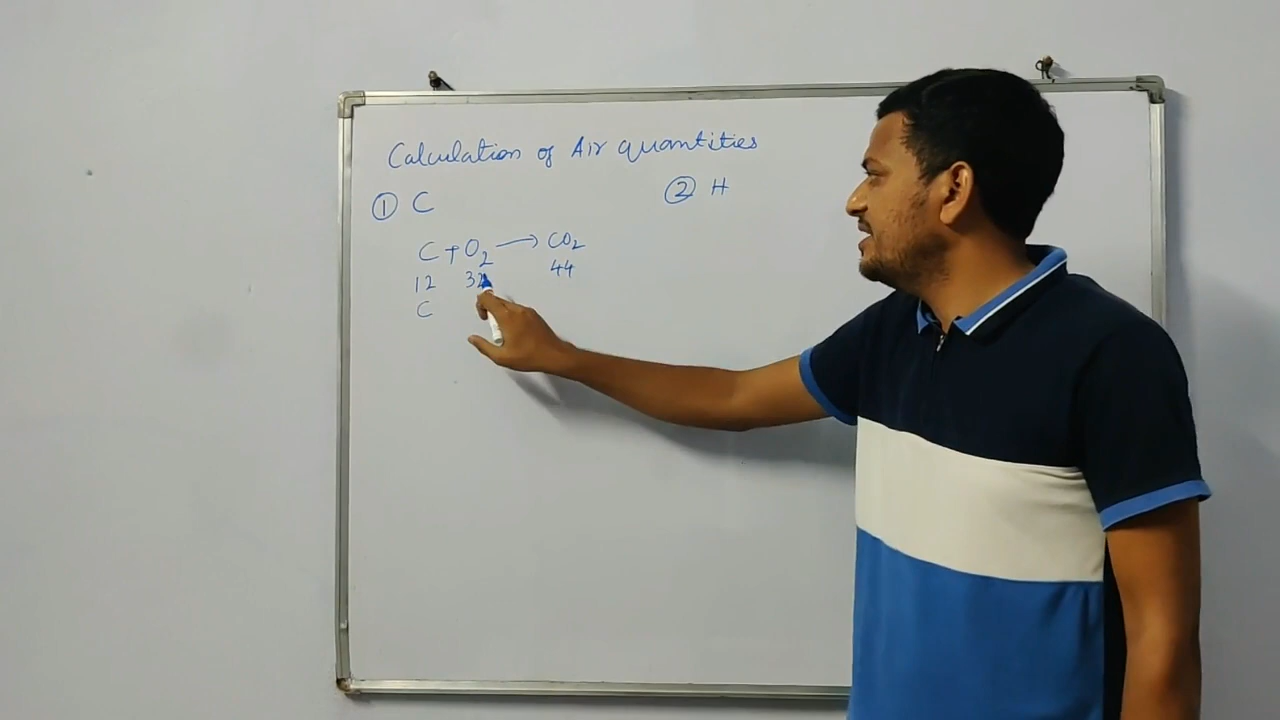 Calculation of Air quantities
① C
② H
C + O₂ → CO₂
12 32 44
C